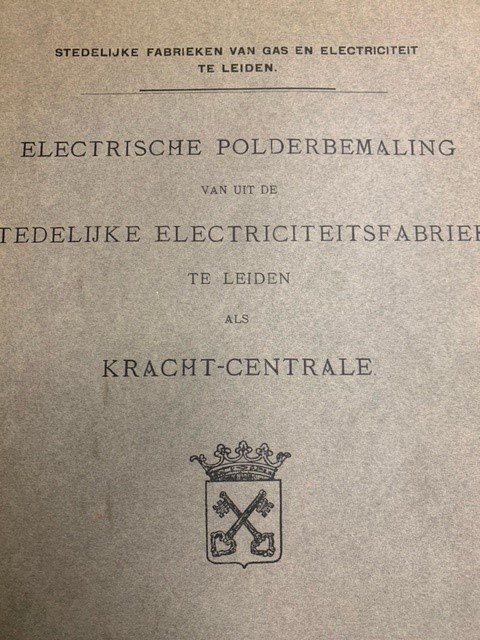 STEDELIJKE FABRIEKEN VAN GAS EN ELECTRICITEIT
TE LEIDEN.
ELECTRISCHE POLDERBEMALING
VAN UIT DE
TEDELIJKE ELECTRICITEITSFABRIEK
TE LEIDEN
ALS
KRACHT-CENTRALE